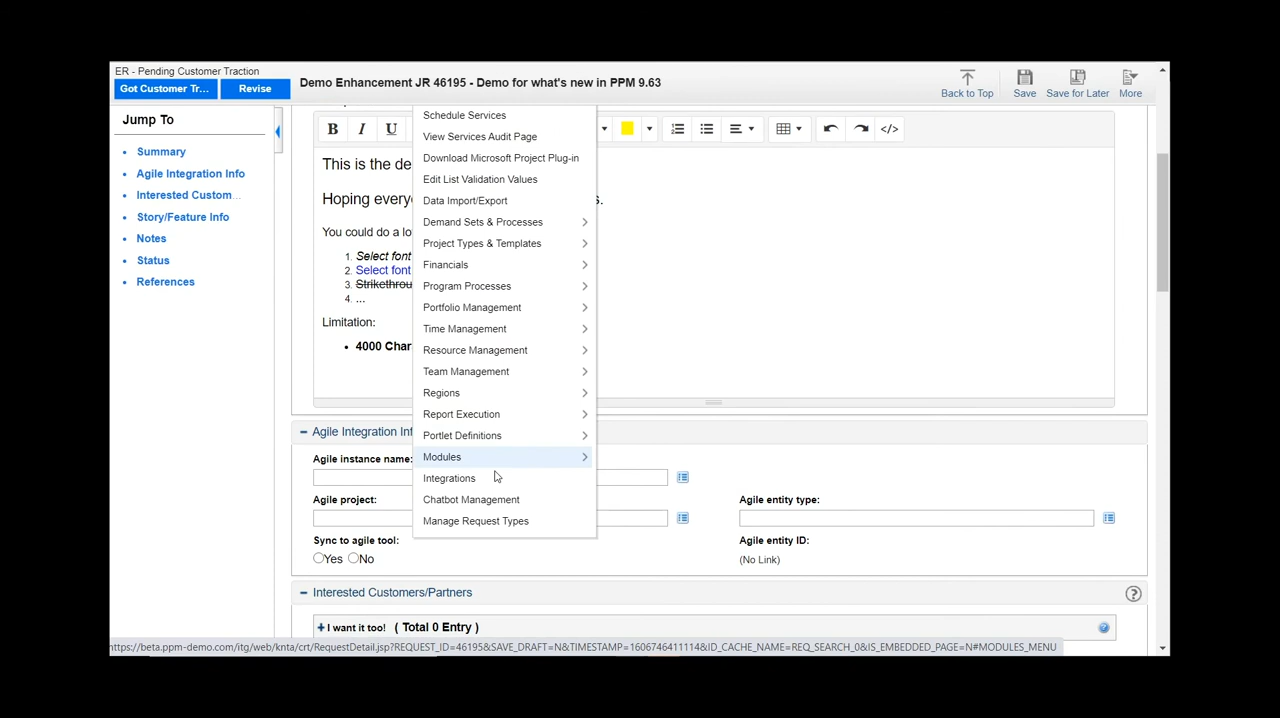 ER - Pending Customer Traction
Got Customer Tr...
Revise
Demo Enhancement JR 46195 - Demo for what's new in PPM 9.63
Back to Top
Save
Save for Later
More
Jump To
Summary
Agile Integration Info
Interested Custom...
Story/Feature Info
Notes
Status
References
B I U
</>
This is the de
Hoping every
s.
You could do a lo
1. Select font
2. Select font
3. Strikethrou
4. ...
Limitation:
4000 Char
Schedule Services
View Services Audit Page
Download Microsoft Project Plug-in
Edit List Validation Values
Data Import/Export
Demand Sets & Processes
Project Types & Templates
Financials
Program Processes
Portfolio Management
Time Management
Resource Management
Team Management
Regions
Report Execution
Portlet Definitions
Modules
Integrations
Chatbot Management
Manage Request Types
Agile Integration Inf
Agile instance name:
Agile project:
Agile entity type:
Sync to agile tool:
Yes No
Agile entity ID:
(No Link)
Interested Customers/Partners
I want it too! ( Total 0 Entry )
https://beta.ppm-demo.com/itg/web/knta/crt/RequestDetail.jsp?REQUEST_ID=46195&SAVE_DRAFT=N&TIMESTAMP=1606746411114&ID_CACHE_NAME=REQ_SEARCH_0&IS_EMBEDDED_PAGE=N#MODULES_MENU